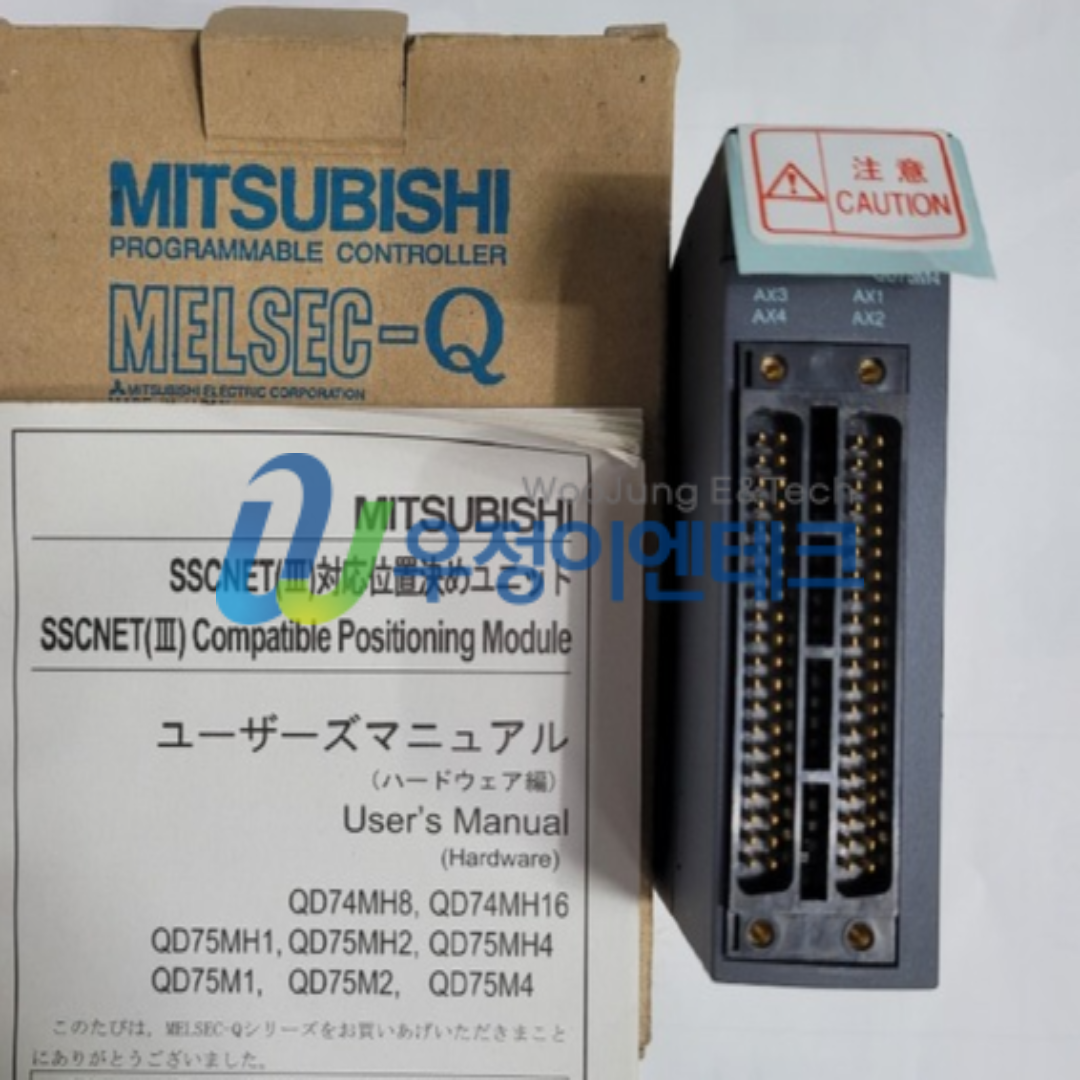 MITSUBISHI
PROGRAMMABLE CONTROLLER
MELSEC-Q
MITSUBISHI ELECTRIC CORPORATION
注意
CAUTION
AX3 AX1
AX4 AX2
MITSUBISHI
WooJung E&Tech
우정이엔테크
SSCNET(Ⅲ)対応位置決めユニット
SSCNET(Ⅲ) Compatible Positioning Module
ユーザーズマニュアル
(ハードウェア編)
User's Manual
(Hardware)
QD74MH8, QD74MH16
QD75MH1, QD75MH2, QD75MH4
QD75M1, QD75M2, QD75M4
このたびは，MELSEC-Qシリーズをお買いあげいただきまこと
にありがとうございました。